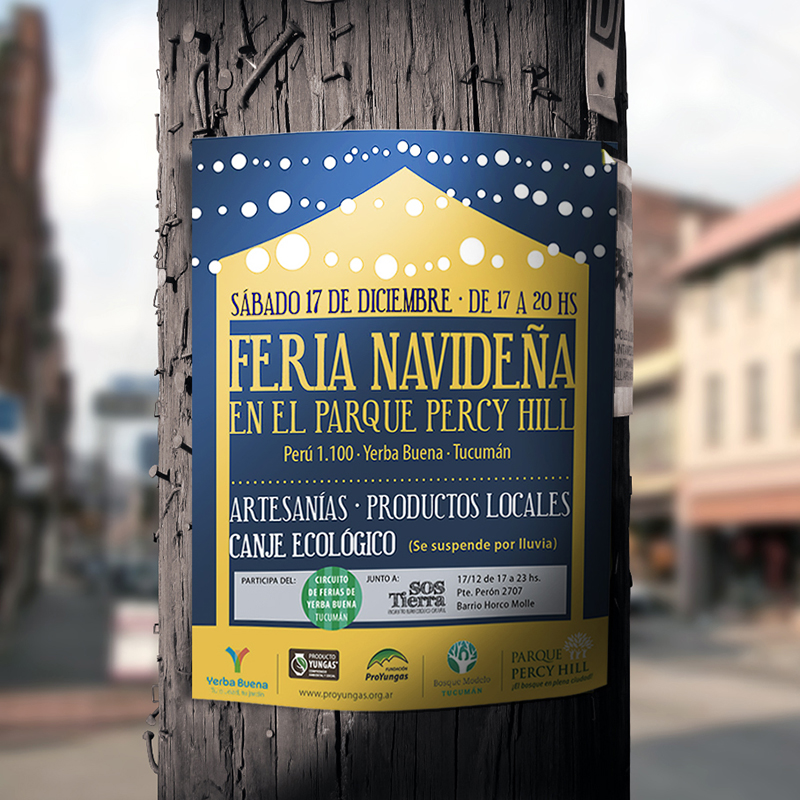 SÁBADO 17 DE DICIEMBRE · DE 17 A 20 HS
FERIA NAVIDEÑA
EN EL PARQUE PERCY HILL
Perú 1.100 · Yerba Buena · Tucumán
ARTESANÍAS · PRODUCTOS LOCALES
CANJE ECOLÓGICO (Se suspende por lluvia)
PARTICIPA DEL:
CIRCUITO
DE FERIAS DE
YERBA BUENA
TUCUMÁN
JUNTO A:
SOS
Tierra
17/12 de 17 a 23 hs.
Pte. Perón 2707
Barrio Horco Molle
Yerba Buena
PRODUCTO
YUNGAS
FUNDACIÓN
ProYungas
Bosque Modelo
TUCUMÁN
PARQUE
PERCY HILL
¡El bosque en plena ciudad!
www.proyungas.org.ar